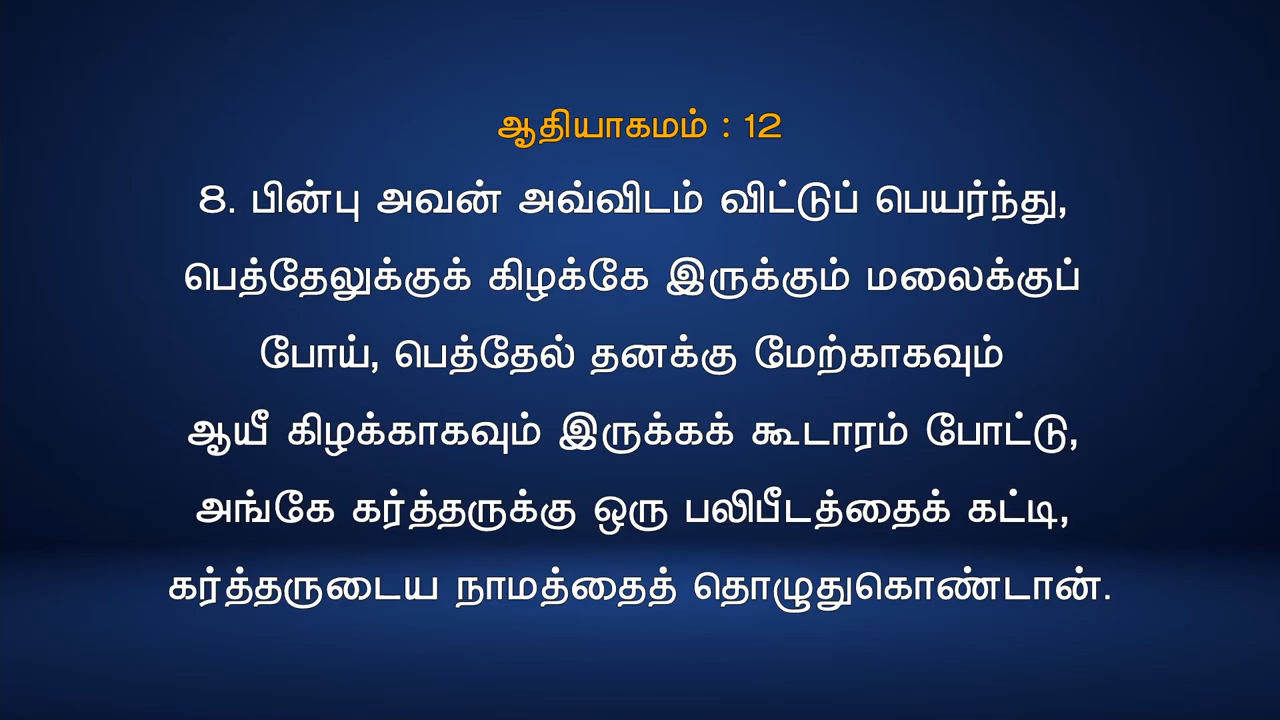 ஆதியாகமம் : 12
8. பின்பு அவன் அவ்விடம் விட்டுப் பெயர்ந்து,
பெத்தேலுக்குக் கிழக்கே இருக்கும் மலைக்குப்
போய், பெத்தேல் தனக்கு மேற்காகவும்
ஆயீ கிழக்காகவும் இருக்கக் கூடாரம் போட்டு,
அங்கே கர்த்தருக்கு ஒரு பலிபீடத்தைக் கட்டி,
கர்த்தருடைய நாமத்தைத் தொழுதுகொண்டான்.